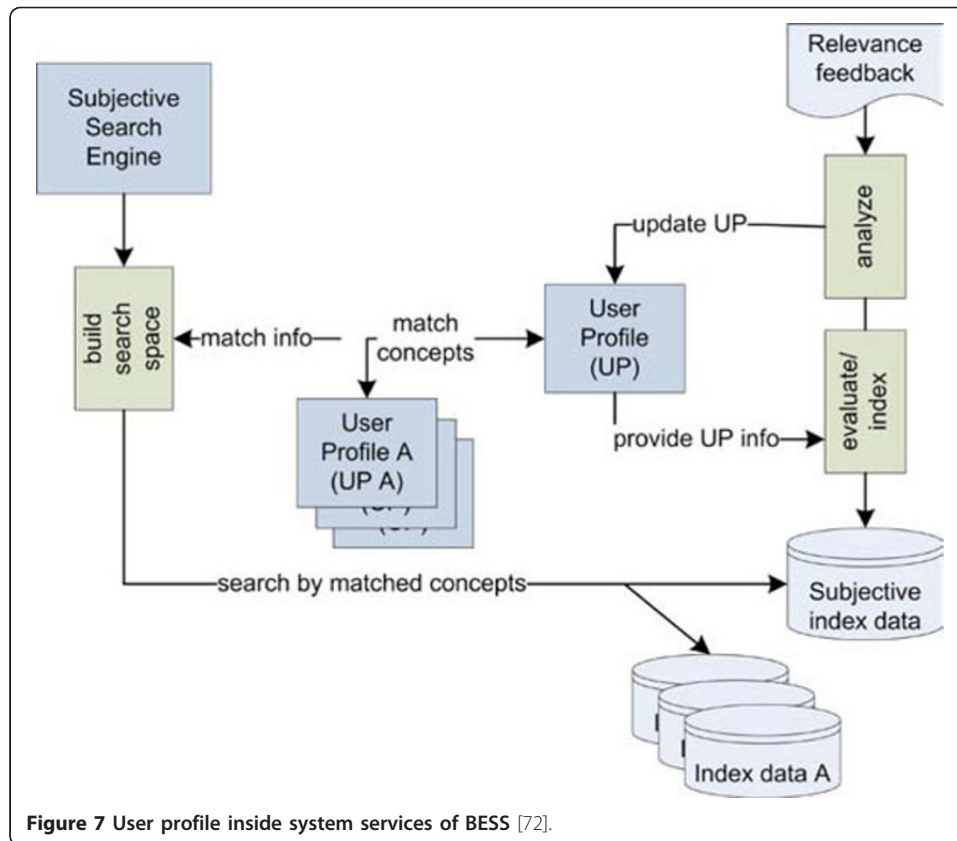 Relevance
feedback
Subjective
Search
Engine
analyze
update UP
build
search
space
match info
match
concepts
User
Profile
(UP)
evaluate/
index
provide UP info
User
Profile A
(UP A)
search by matched concepts
Subjective
index data
Index data A
Figure 7 User profile inside system services of BESS [72].